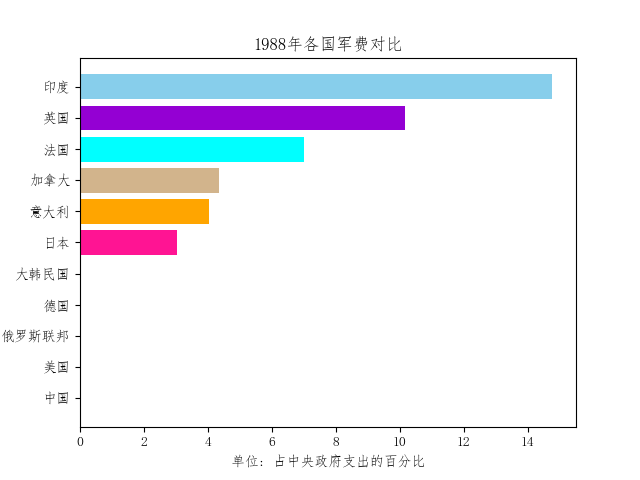 1988年各国军费对比
印度
英国
法国
加拿大
意大利
日本
大韩民国
德国
俄罗斯联邦
美国
中国
0 2 4 6 8 10 12 14
单位：占中央政府支出的百分比